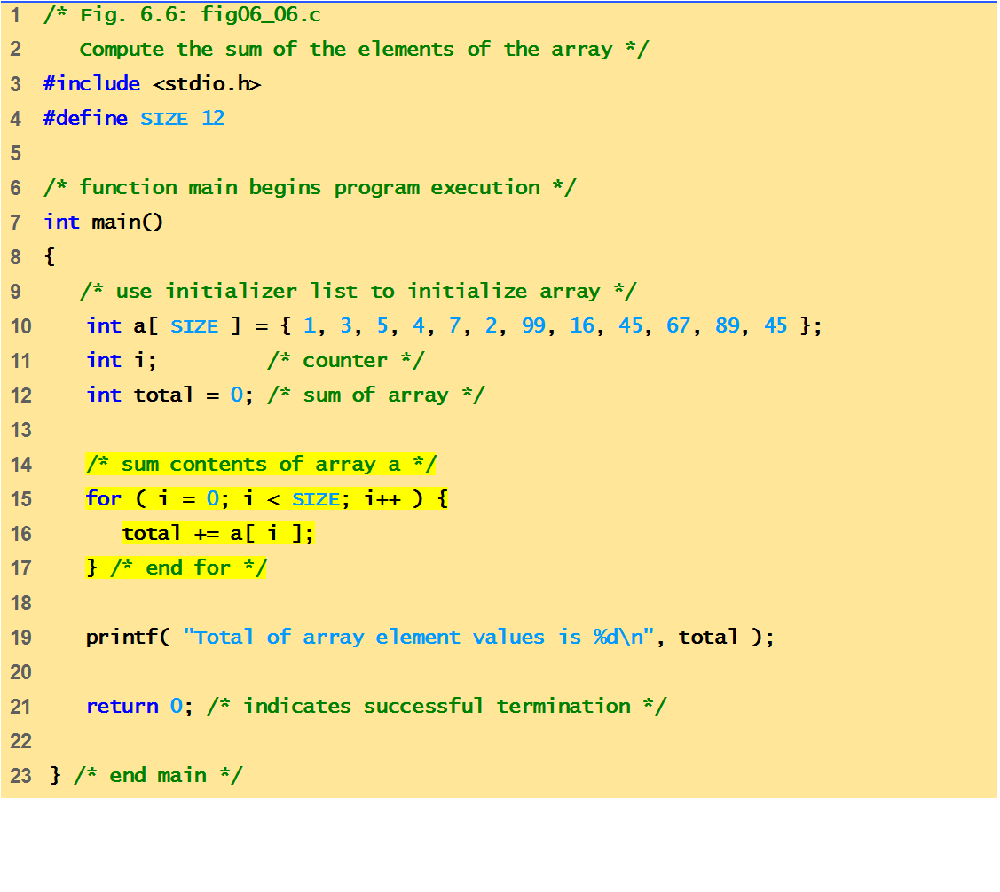 1 /* Fig. 6.6: fig06_06.c
2 Compute the sum of the elements of the array */
3 #include <stdio.h>
4 #define SIZE 12
5
6 /* function main begins program execution */
7 int main()
8 {
9 /* use initializer list to initialize array */
10 int a[ SIZE ] = { 1, 3, 5, 4, 7, 2, 99, 16, 45, 67, 89, 45 };
11 int i; /* counter */
12 int total = 0; /* sum of array */
13
14 /* sum contents of array a */
15 for ( i = 0; i < SIZE; i++ ) {
16 total += a[ i ];
17 } /* end for */
18
19 printf( "Total of array element values is %d\n", total );
20
21 return 0; /* indicates successful termination */
22
23 } /* end main */